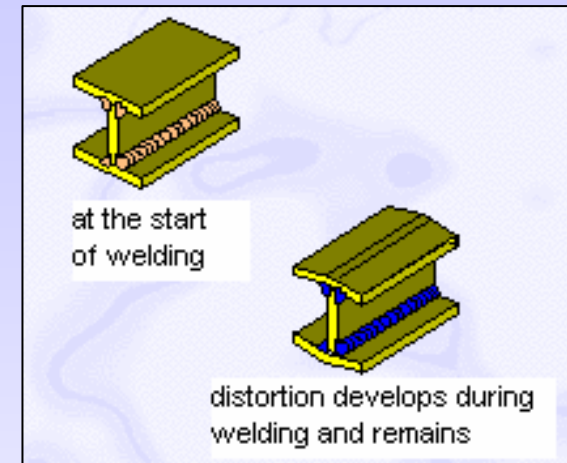 at the start
of welding
distortion develops during
welding and remains